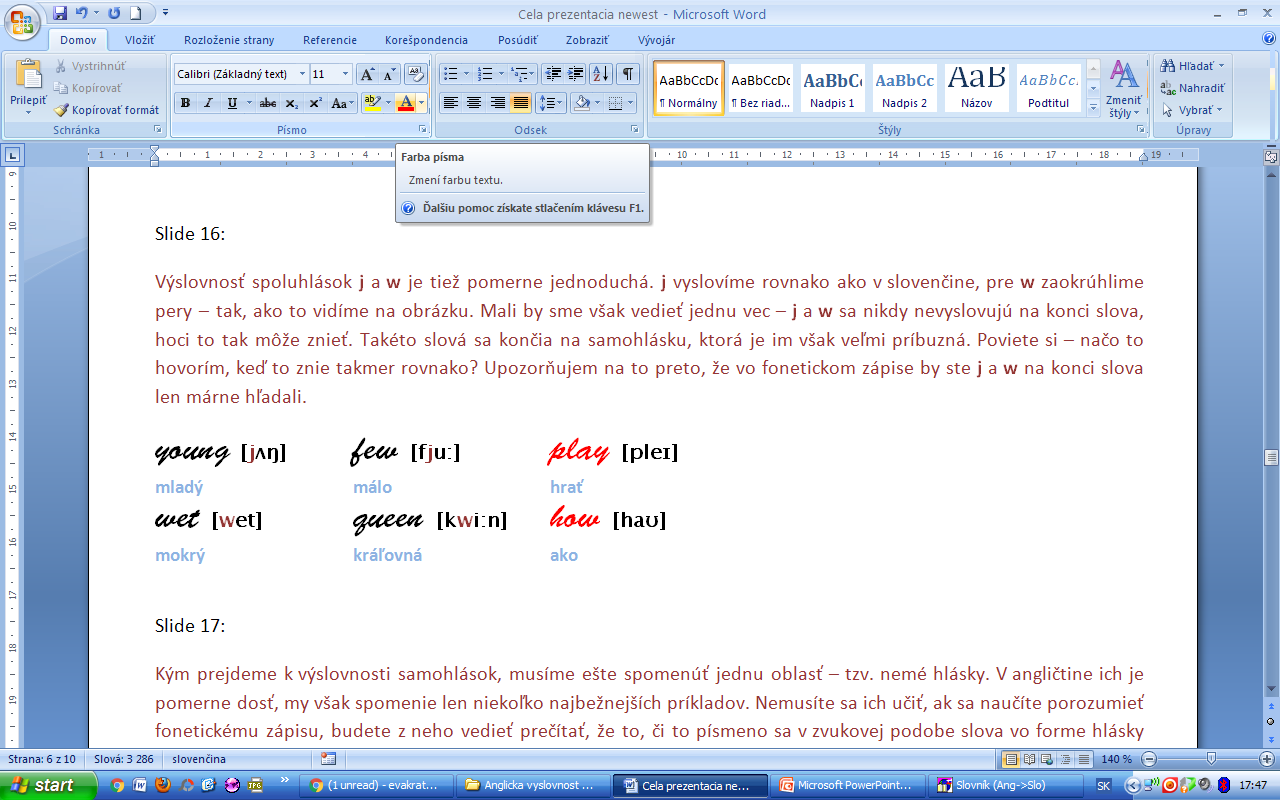 Cela prezentacia newest - Microsoft Word
Domov Vložiť Rozloženie strany Referencie Korešpondencia Posúdiť Zobraziť Vývojár
Prilepiť
Vystrihnúť
Kopírovať
Kopírovať formát
Schránka
Calibri (Základný text) 11
Písmo
Odsek
AaBbCcDc AaBbCcDc AaBbC AaBbCc AaBbC AaBbCc.
¶ Normálny ¶ Bez riad... Nadpis 1 Nadpis 2 Názov Podtitul
Zmeniť štýly
Štýly
Hľadať
Nahradiť
Vybrať
Úpravy
Farba písma
Zmení farbu textu.
Ďalšiu pomoc získate stlačením klávesu F1.
Slide 16:
Výslovnosť spoluhlások j a w je tiež pomerne jednoduchá. j vyslovíme rovnako ako v slovenčine, pre w zaokrúhlime
pery – tak, ako to vidíme na obrázku. Mali by sme však vedieť jednu vec – j a w sa nikdy nevyslovujú na konci slova,
hoci to tak môže znieť. Takéto slová sa končia na samohlásku, ktorá je im však veľmi príbuzná. Poviete si – načo to
hovorím, keď to znie takmer rovnako? Upozorňujem na to preto, že vo fonetickom zápise by ste j a w na konci slova
len márne hľadali.
young [jʌŋ] few [fjuː] play [pleɪ]
mladý málo hrať
wet [wet] queen [kwiːn] how [haʊ]
mokrý kráľovná ako
Slide 17:
Kým prejdeme k výslovnosti samohlások, musíme ešte spomenúť jednu oblasť – tzv. nemé hlásky. V angličtine ich je
pomerne dosť, my však spomenie len niekoľko najbežnejších príkladov. Nemusíte sa ich učiť, ak sa naučíte porozumieť
fonetickému zápisu, budete z neho vedieť prečítať, že to, či to písmeno sa v zvukovej podobe slova vo forme hlásky
Strana: 6 z 10 Slová: 3 286 slovenčina 140 %
start (1 unread) - evakrat... Anglicka vyslovnost ... Cela prezentacia ne... Microsoft PowerPoint... Slovník (Ang->Slo) SK 17:47